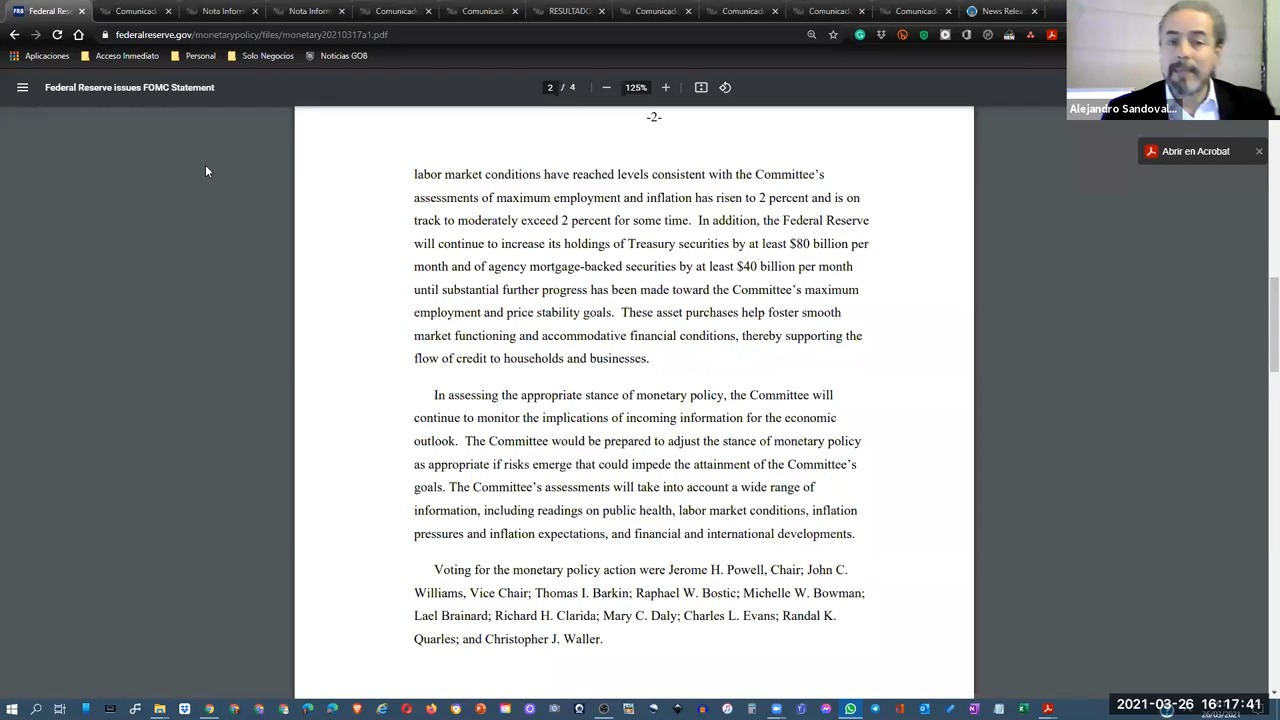 Federal Res
Comunicado
Nota Inform
Nota Inform
Comunicado
Comunicad
RESULTADO
Comunicado
Comunicad
Comunicad
Comunicado
News Relea
federalreserve.gov/monetarypolicy/files/monetary20210317a1.pdf
Aplicaciones
Acceso Inmediato
Personal
Solo Negocios
Noticias GOB
Federal Reserve issues FOMC Statement
2 / 4
125%
Alejandro Sandoval...
Abrir en Acrobat
-2-
labor market conditions have reached levels consistent with the Committee's
assessments of maximum employment and inflation has risen to 2 percent and is on
track to moderately exceed 2 percent for some time. In addition, the Federal Reserve
will continue to increase its holdings of Treasury securities by at least $80 billion per
month and of agency mortgage-backed securities by at least $40 billion per month
until substantial further progress has been made toward the Committee's maximum
employment and price stability goals. These asset purchases help foster smooth
market functioning and accommodative financial conditions, thereby supporting the
flow of credit to households and businesses.
In assessing the appropriate stance of monetary policy, the Committee will
continue to monitor the implications of incoming information for the economic
outlook. The Committee would be prepared to adjust the stance of monetary policy
as appropriate if risks emerge that could impede the attainment of the Committee's
goals. The Committee's assessments will take into account a wide range of
information, including readings on public health, labor market conditions, inflation
pressures and inflation expectations, and financial and international developments.
Voting for the monetary policy action were Jerome H. Powell, Chair; John C.
Williams, Vice Chair; Thomas I. Barkin; Raphael W. Bostic; Michelle W. Bowman;
Lael Brainard; Richard H. Clarida; Mary C. Daly; Charles L. Evans; Randal K.
Quarles; and Christopher J. Waller.
2021-03-26 16:17:41
26/03/2021